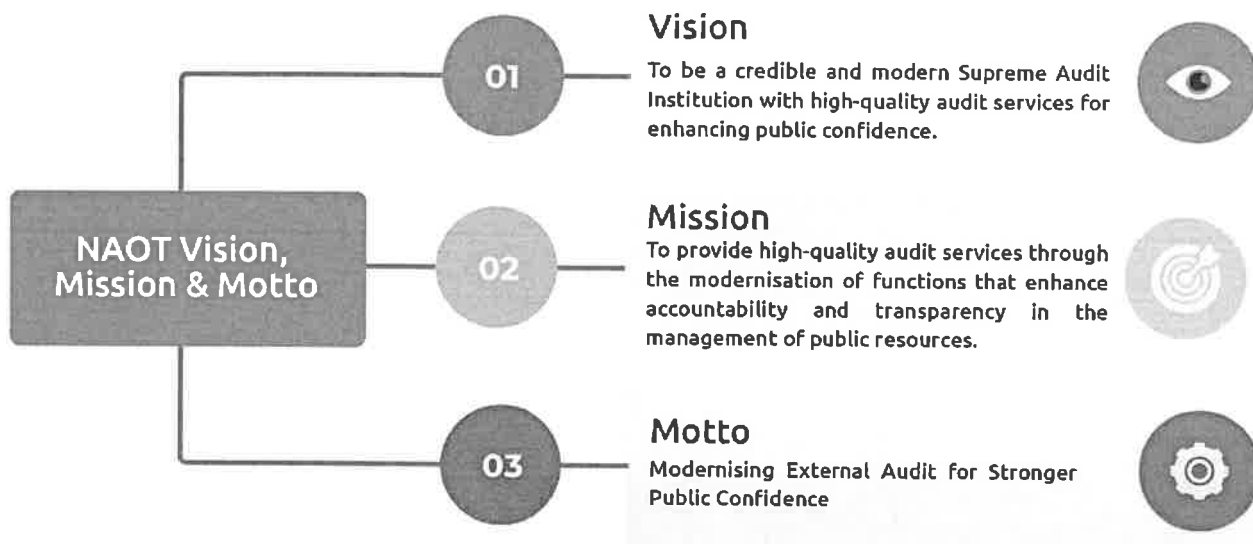 NAOT Vision,
Mission & Motto
01
Vision
To be a credible and modern Supreme Audit
Institution with high-quality audit services for
enhancing public confidence.
02
Mission
To provide high-quality audit services through
the modernisation of functions that enhance
accountability and transparency in the
management of public resources.
03
Motto
Modernising External Audit for Stronger
Public Confidence